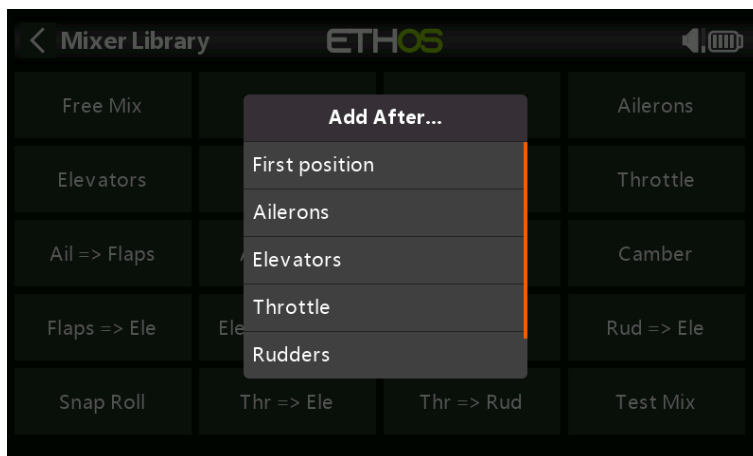 Mixer Library
ETHOS
Free Mix
Ailerons
Elevators
Throttle
Ail => Flaps
Camber
Flaps => Ele
Ele
Rud => Ele
Snap Roll
Thr => Ele
Thr => Rud
Test Mix
Add After...
First position
Ailerons
Elevators
Throttle
Rudders